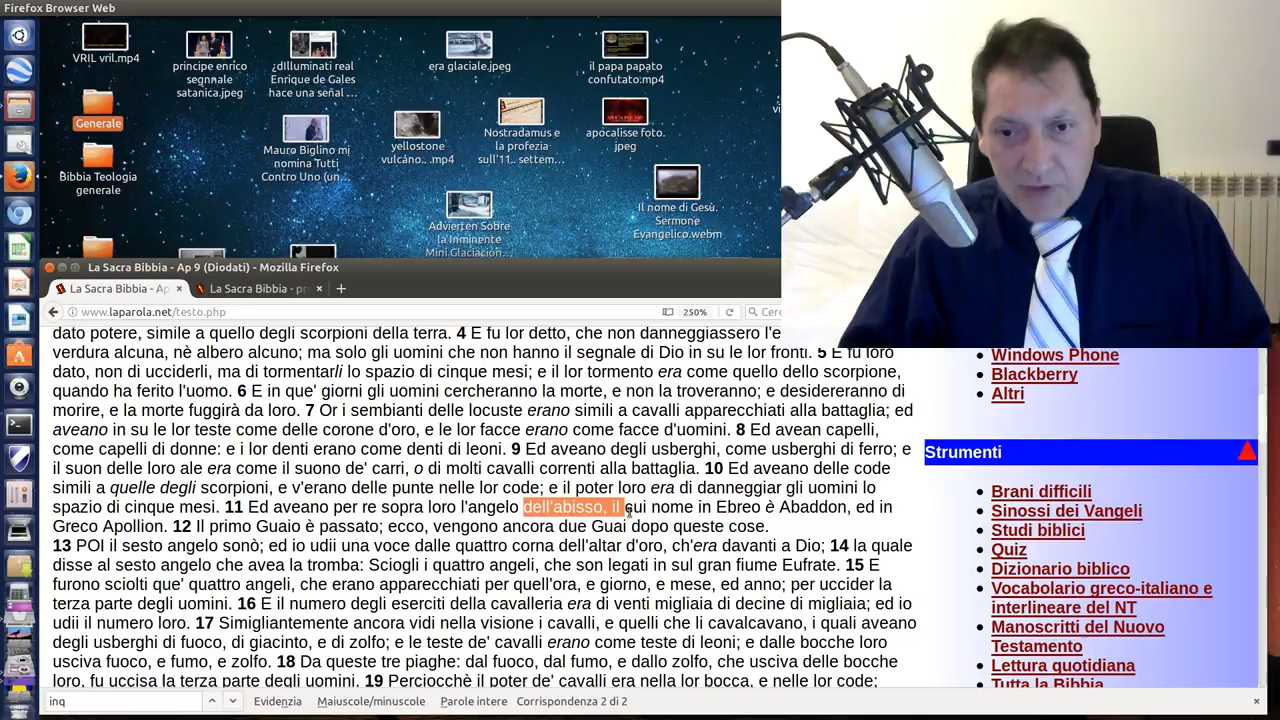 Firefox Browser Web
VRIL vril.mp4
principe enrico
segnnale
satanica.jpeg
¿dIlluminati real
Enrique de Gales
hace una señal ...
era glaciale.jpeg
il papa papato
confutato:mp4
Generale
Mauro Biglino mi
nomina Tutti
Contro Uno (un...
yellostone
vulcáno.. .mp4
Nostradamus e
la profezia
sull'11.. settem...
apocalisse foto.
jpeg
Bibbia Teologia
generale
Advierten Sobre
la Inminente
Mini Glaciacion
Il nome di Gesù.
Sermone
Evangelico.webm
La Sacra Bibbia - Ap 9 (Diodati) - Mozilla Firefox
La Sacra Bibbia - Ap ×
La Sacra Bibbia - pr ×
www.laparola.net/testo.php
250%
Cerc
dato potere, simile a quello degli scorpioni della terra. 4 E fu lor detto, che non danneggiassero l'e
verdura alcuna, nè albero alcuno; ma solo gli uomini che non hanno il segnale di Dio in su le lor fronti. 5 E fu loro
dato, non di ucciderli, ma di tormentarli lo spazio di cinque mesi; e il lor tormento era come quello dello scorpione,
quando ha ferito l'uomo. 6 E in que' giorni gli uomini cercheranno la morte, e non la troveranno; e desidereranno di
morire, e la morte fuggirà da loro. 7 Or i sembianti delle locuste erano simili a cavalli apparecchiati alla battaglia; ed
aveano in su le lor teste come delle corone d'oro, e le lor facce erano come facce d'uomini. 8 Ed avean capelli,
come capelli di donne: e i lor denti erano come denti di leoni. 9 Ed aveano degli usberghi, come usberghi di ferro; e
il suon delle loro ale era come il suono de' carri, o di molti cavalli correnti alla battaglia. 10 Ed aveano delle code
simili a quelle degli scorpioni, e v'erano delle punte nelle lor code; e il poter loro era di danneggiar gli uomini lo
spazio di cinque mesi. 11 Ed aveano per re sopra loro l'angelo dell'abisso, il cui nome in Ebreo è Abaddon, ed in
Greco Apollion. 12 Il primo Guaio è passato; ecco, vengono ancora due Guai dopo queste cose.
13 POI il sesto angelo sonò; ed io udii una voce dalle quattro corna dell'altar d'oro, ch'era davanti a Dio; 14 la quale
disse al sesto angelo che avea la tromba: Sciogli i quattro angeli, che son legati in sul gran fiume Eufrate. 15 E
furono sciolti que' quattro angeli, che erano apparecchiati per quell'ora, e giorno, e mese, ed anno; per uccider la
terza parte degli uomini. 16 E il numero degli eserciti della cavalleria era di venti migliaia di decine di migliaia; ed io
udii il numero loro. 17 Simigliantemente ancora vidi nella visione i cavalli, e quelli che li cavalcavano, i quali aveano
degli usberghi di fuoco, di giacinto, e di zolfo; e le teste de' cavalli erano come teste di leoni; e dalle bocche loro
usciva fuoco, e fumo, e zolfo. 18 Da queste tre piaghe: dal fuoco, dal fumo, e dallo zolfo, che usciva delle bocche
loro, fu uccisa la terza parte degli uomini. 19 Perciocchè il poter de' cavalli era nella lor bocca, e nelle lor code;
Windows Phone
Blackberry
Altri
Strumenti
Brani difficili
Sinossi dei Vangeli
Studi biblici
Quiz
Dizionario biblico
Vocabolario greco-italiano e
interlineare del NT
Manoscritti del Nuovo
Testamento
Lettura quotidiana
Tutta la Bibbia
inq
Evidenzia
Maiuscole/minuscole
Parole intere
Corrispondenza 2 di 2